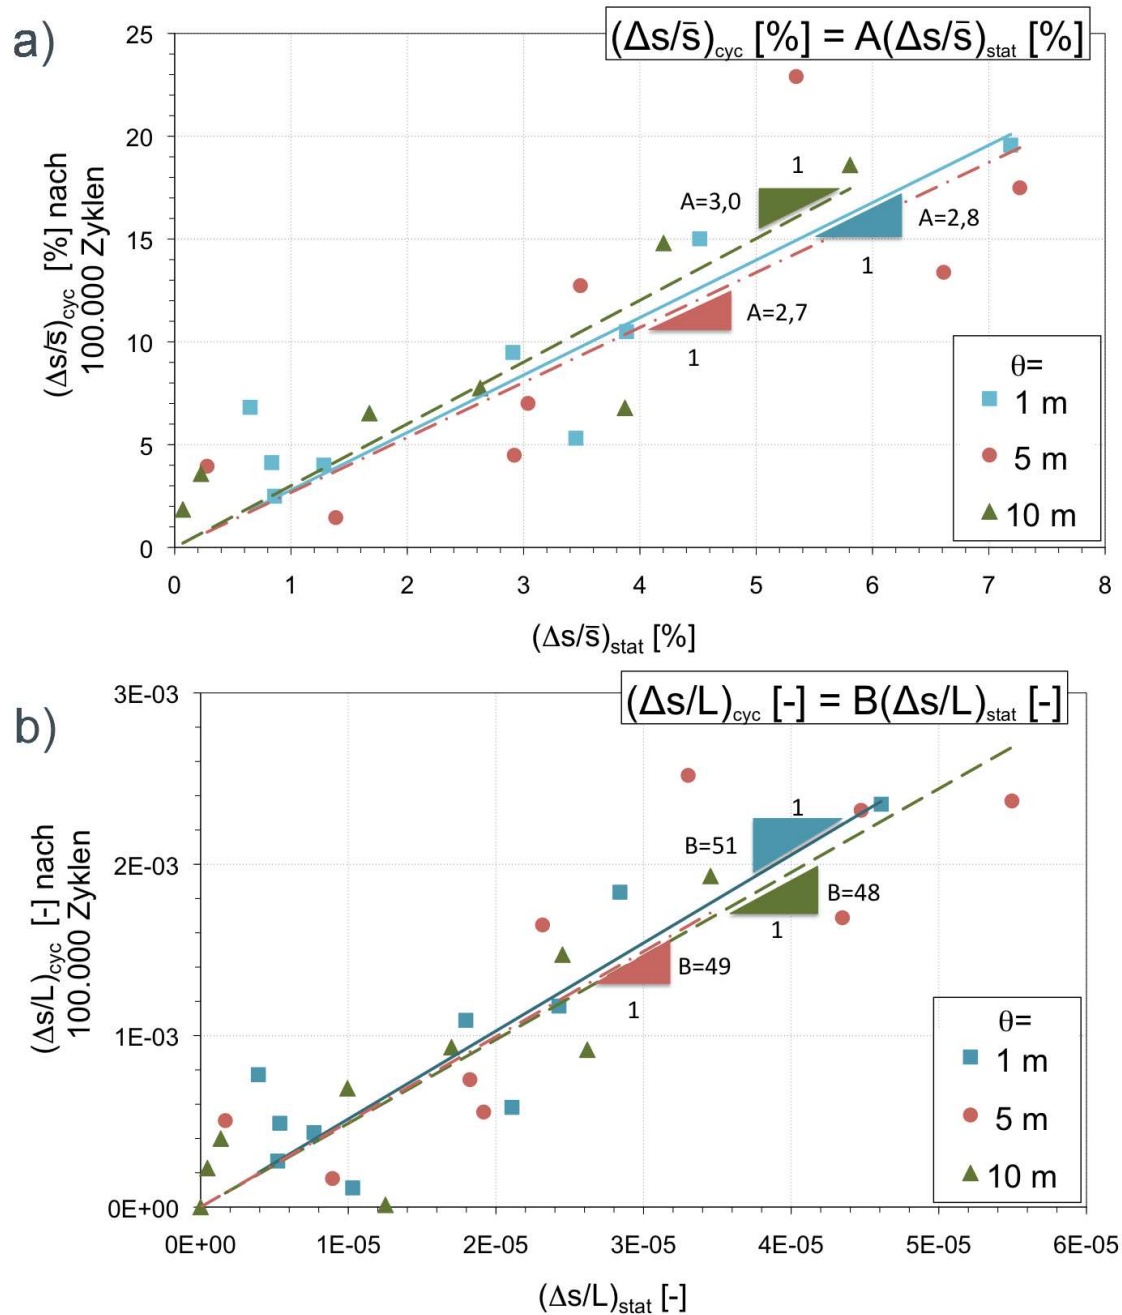 a)
(Δs/s̅)cyc [%] = A(Δs/s̅)stat [%]
(Δs/s̅)cyc [%] nach
100.000 Zyklen
25
20
15
10
5
0
1
A=3,0
A=2,8
1
A=2,7
1
θ=
1 m
5 m
10 m
0 1 2 3 4 5 6 7 8
(Δs/s̅)stat [%]
b)
(Δs/L)cyc [-] = B(Δs/L)stat [-]
(Δs/L)cyc [-] nach
100.000 Zyklen
3E-03
2E-03
1E-03
0E+00
1
B=51
B=48
1
B=49
1
θ=
1 m
5 m
10 m
0E+00 1E-05 2E-05 3E-05 4E-05 5E-05 6E-05
(Δs/L)stat [-]